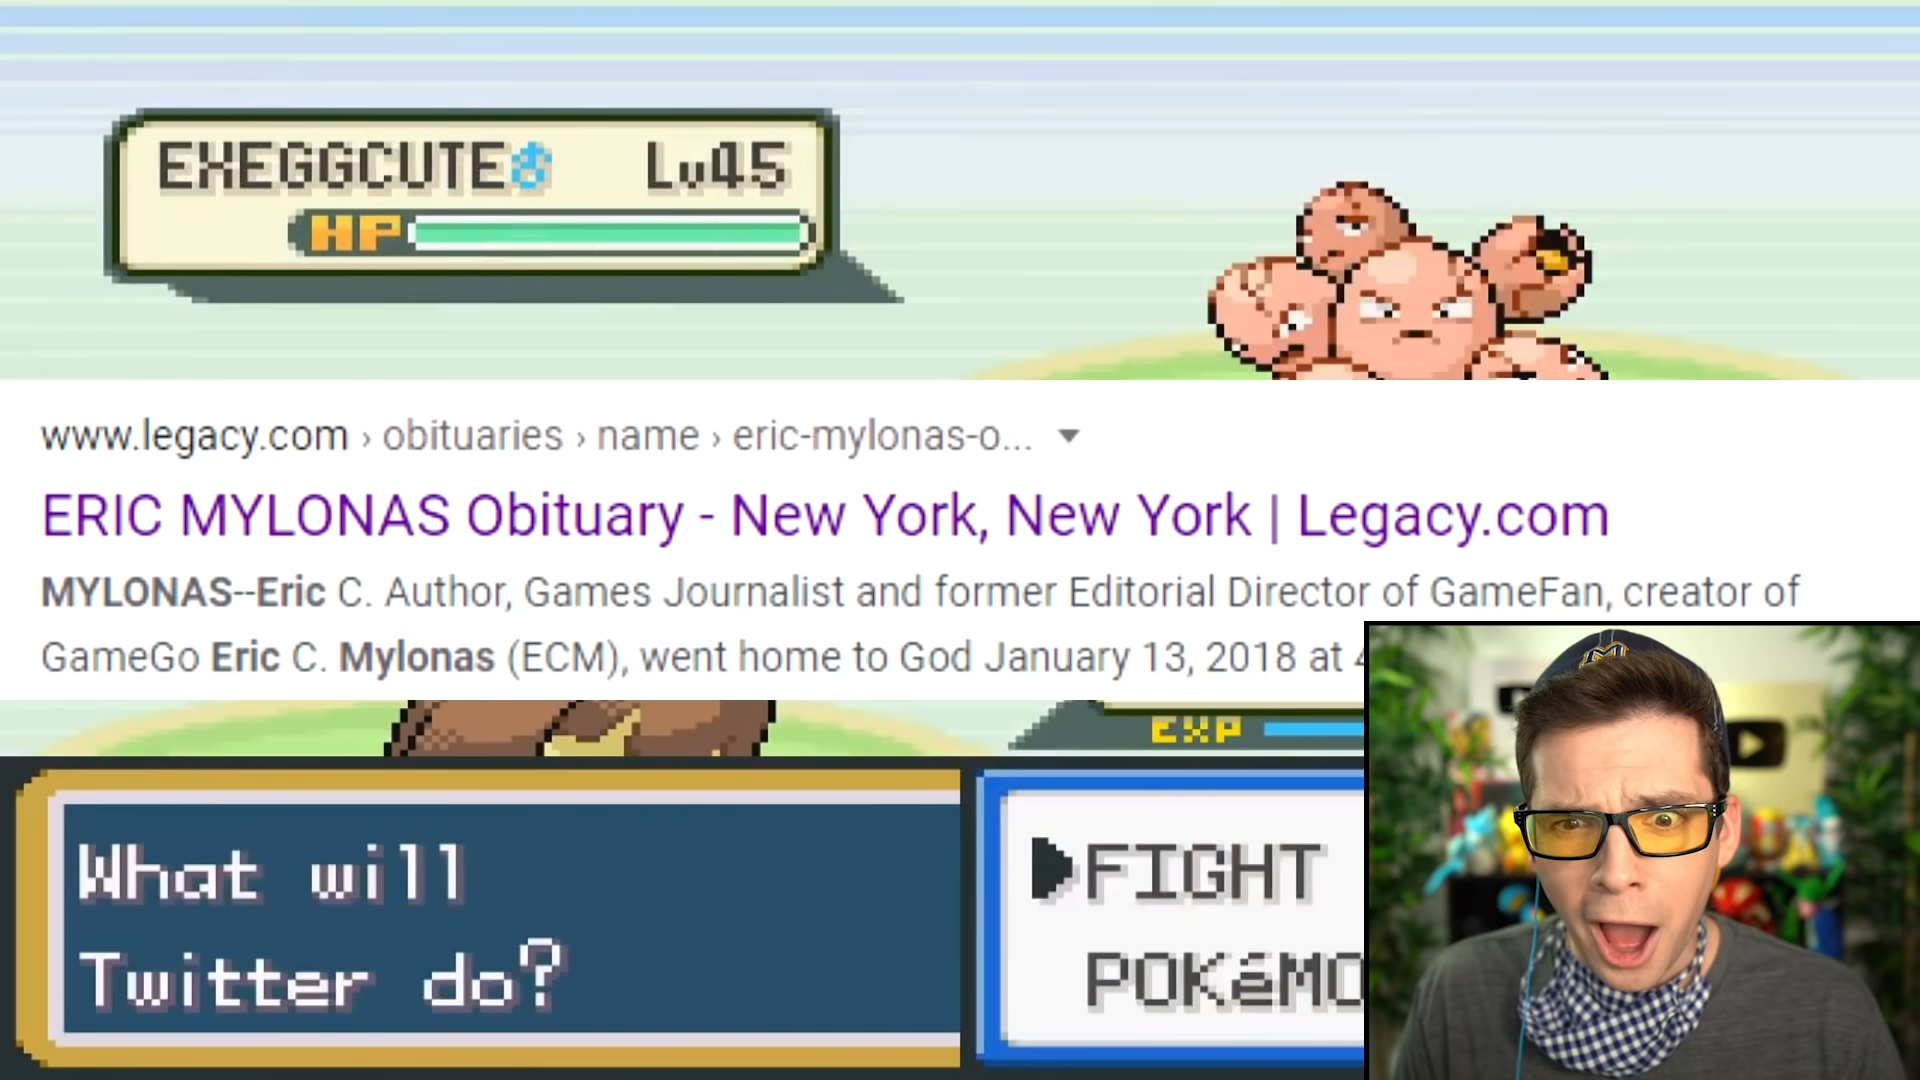 EXEGGCUTE♂ Lv45
HP
www.legacy.com › obituaries › name › eric-mylonas-o...
ERIC MYLONAS Obituary - New York, New York | Legacy.com
MYLONAS--Eric C. Author, Games Journalist and former Editorial Director of GameFan, creator of
GameGo Eric C. Mylonas (ECM), went home to God January 13, 2018 at 4
EXP
What will
Twitter do?
FIGHT
POKéMO
M